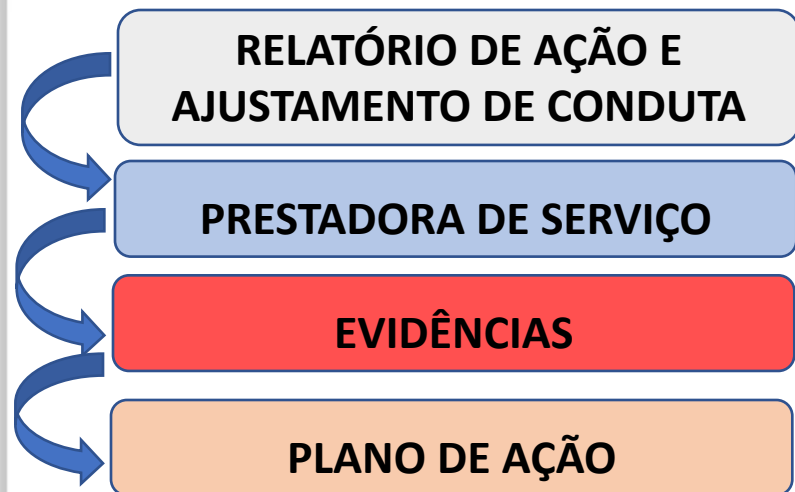 RELATÓRIO DE AÇÃO E
AJUSTAMENTO DE CONDUTA
PRESTADORA DE SERVIÇO
EVIDÊNCIAS
PLANO DE AÇÃO